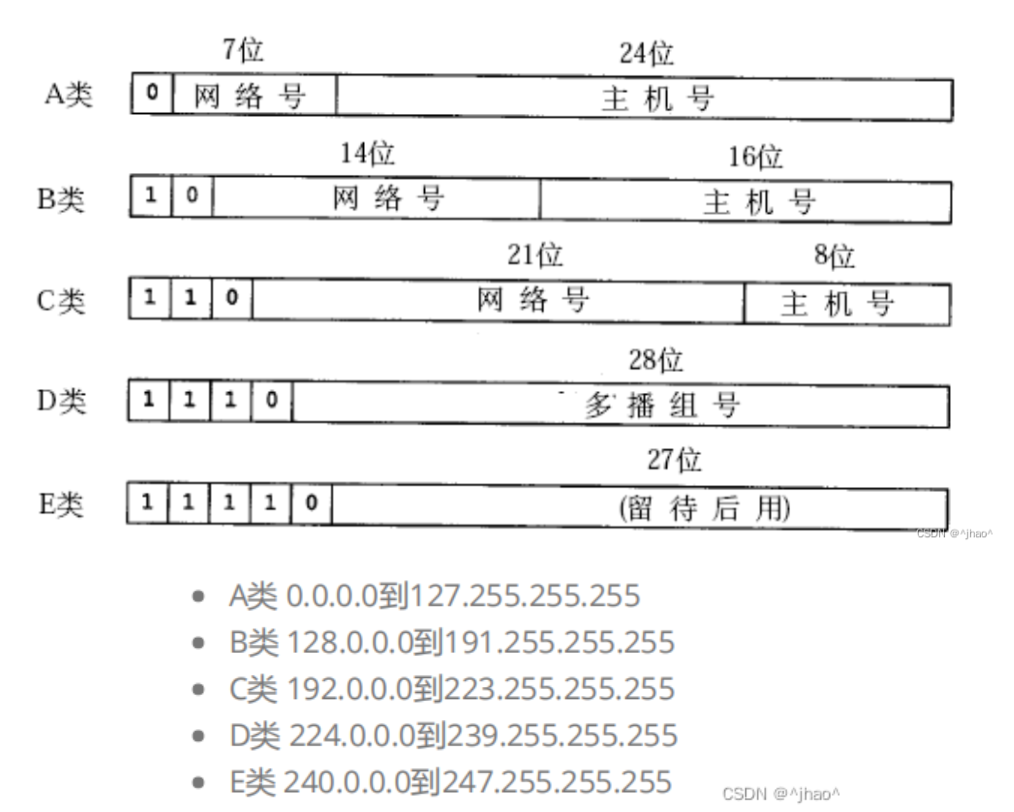 7位 24位
A类 0 网络号 主机号
14位 16位
B类 1 0 网络号 主机号
21位 8位
C类 1 1 0 网络号 主机号
28位
D类 1 1 1 0 多播组号
27位
E类 1 1 1 1 0 (留待后用)
CSDN @^jhao^
A类 0.0.0.0到127.255.255.255
B类 128.0.0.0到191.255.255.255
C类 192.0.0.0到223.255.255.255
D类 224.0.0.0到239.255.255.255
E类 240.0.0.0到247.255.255.255
CSDN @^jhao^